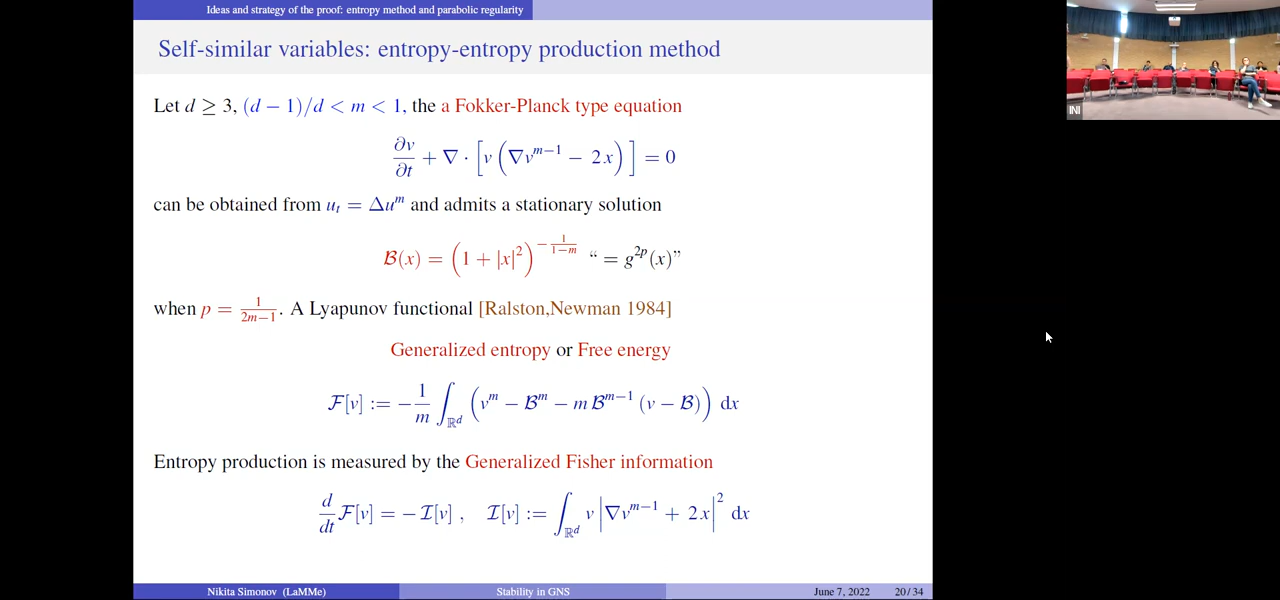 Ideas and strategy of the proof: entropy method and parabolic regularity
Self-similar variables: entropy-entropy production method
Let d ≥ 3, (d − 1)/d < m < 1, the a Fokker-Planck type equation
∂v/∂t + ∇ · [v (∇v^{m−1} − 2x)] = 0
can be obtained from u_t = Δu^m and admits a stationary solution
ℬ(x) = (1 + |x|^2)^{−1/(1−m)} “ = g^{2p}(x)”
when p = 1/(2m−1). A Lyapunov functional [Ralston,Newman 1984]
Generalized entropy or Free energy
ℱ[v] := −1/m ∫_{ℝ^d} (v^m − ℬ^m − m ℬ^{m−1} (v − ℬ)) dx
Entropy production is measured by the Generalized Fisher information
d/dt ℱ[v] = − ℐ[v] , ℐ[v] := ∫_{ℝ^d} v |∇v^{m−1} + 2x|^2 dx
Nikita Simonov (LaMMe) Stability in GNS June 7, 2022 20 / 34
INI